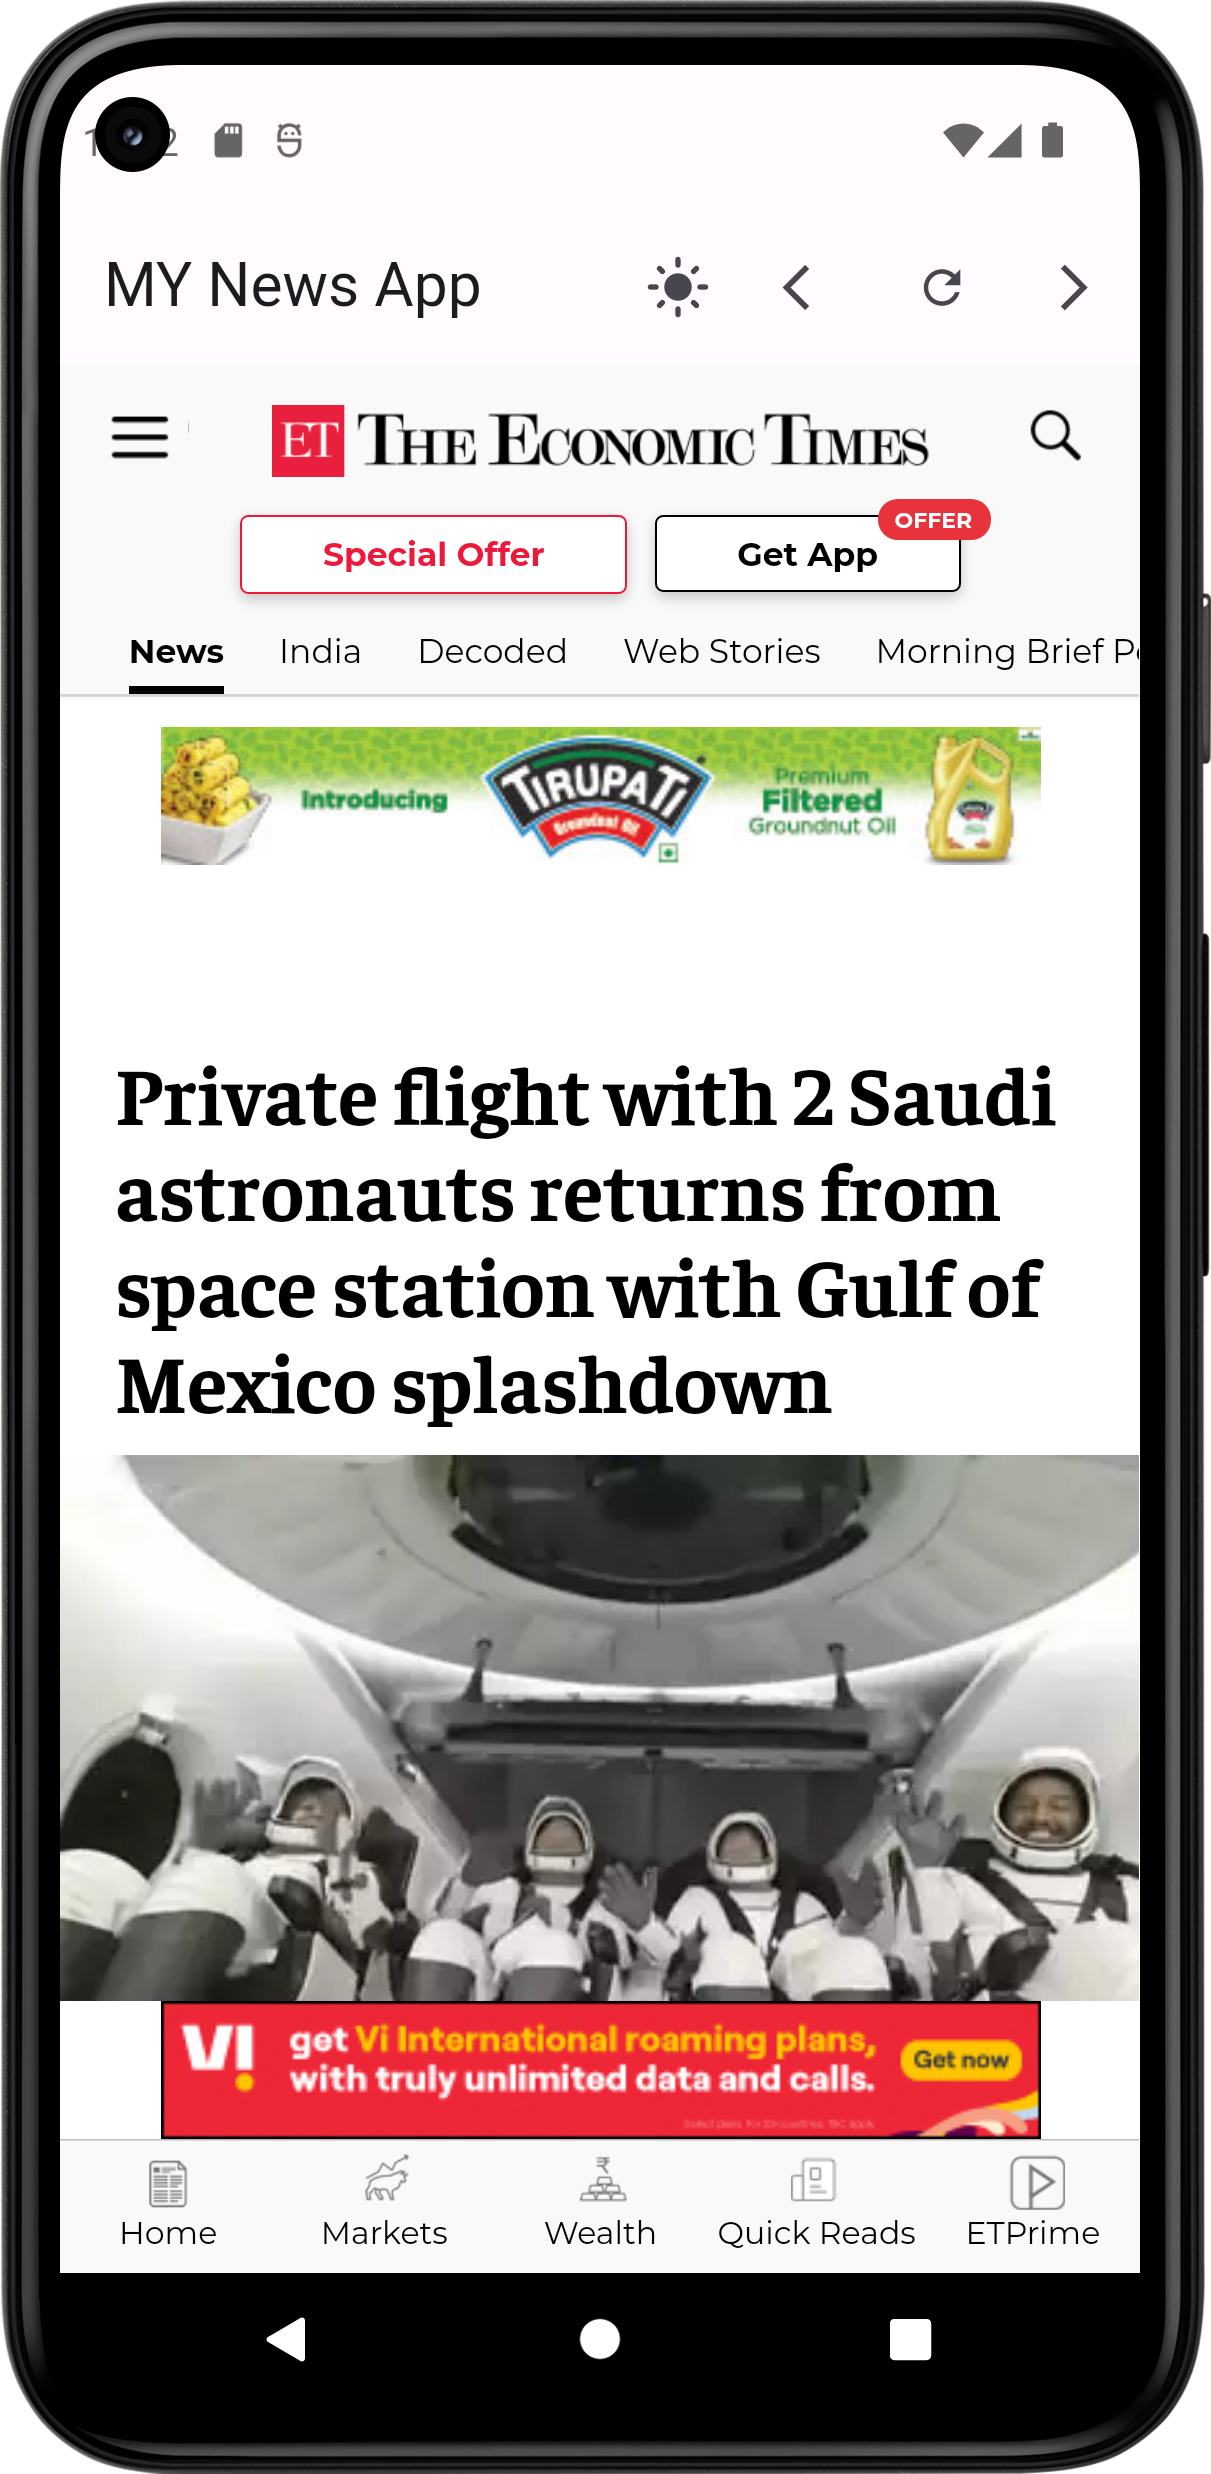 MY News App
ET THE ECONOMIC TIMES
Special Offer
Get App
OFFER
News India Decoded Web Stories Morning Brief
Introducing
TIRUPATI
Groundnut Oil
Premium
Filtered
Groundnut Oil
Private flight with 2 Saudi
astronauts returns from
space station with Gulf of
Mexico splashdown
VI
get Vi International roaming plans,
with truly unlimited data and calls.
Get now
Home Markets Wealth Quick Reads ETPrime